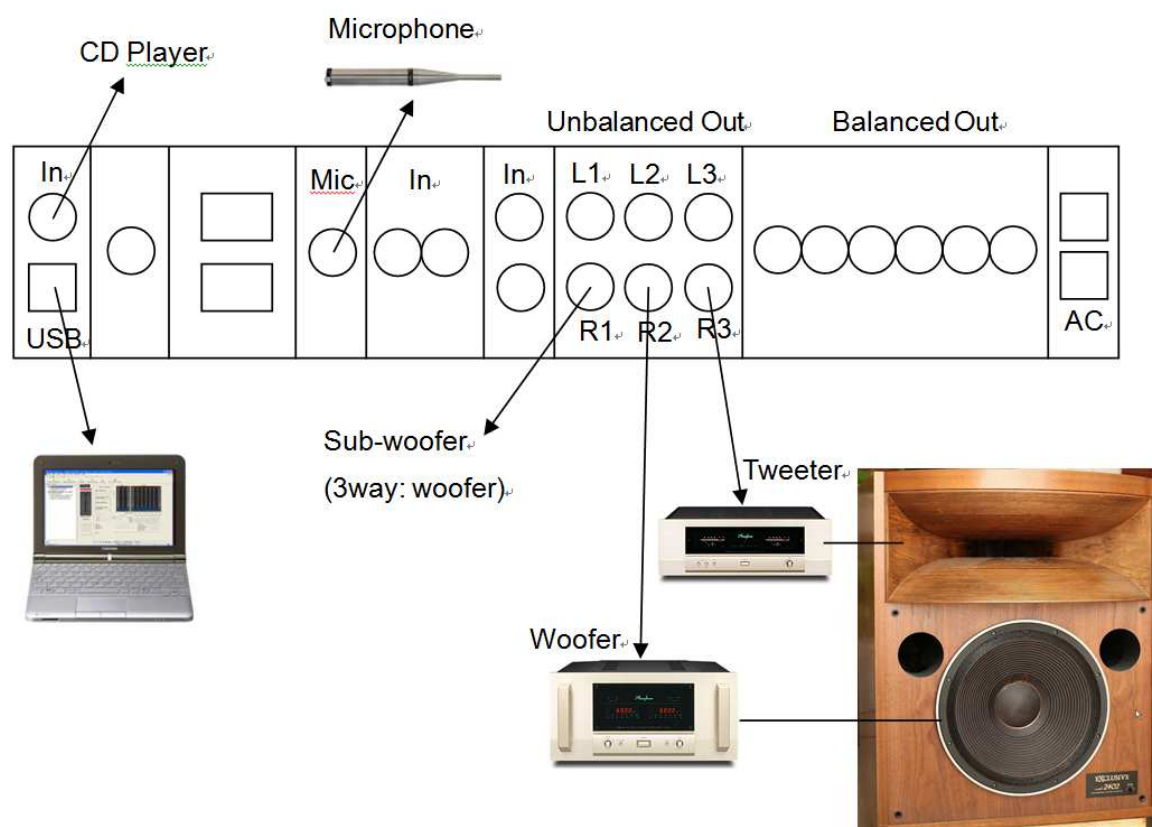 Microphone
CD Player
Unbalanced Out
Balanced Out
In
Mic
In
In
L1
L2
L3
USB
R1
R2
R3
AC
Sub-woofer
(3way: woofer)
Tweeter
Woofer